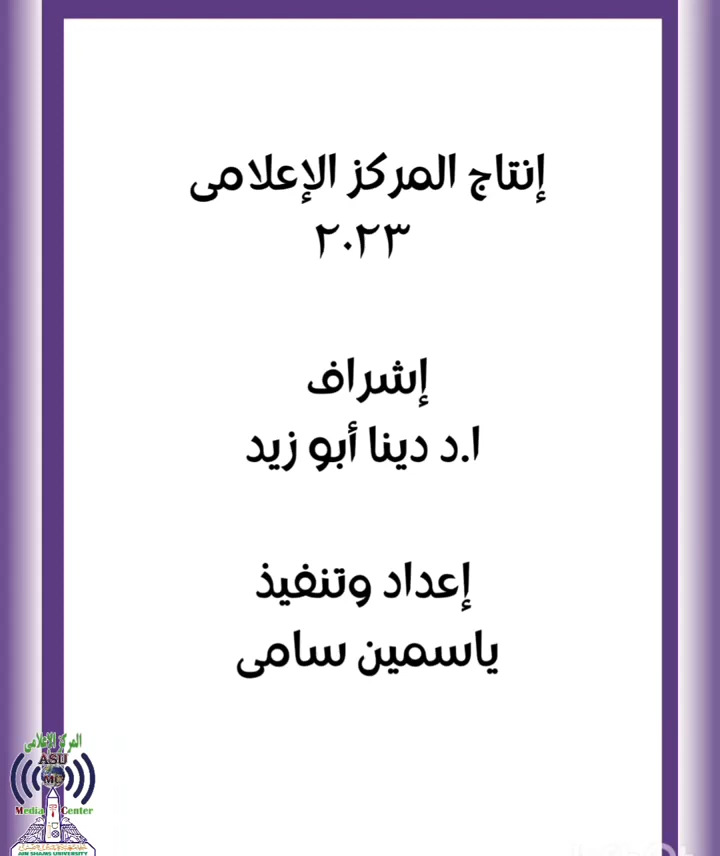 إنتاج المركز الإعلامى
٢٠٢٣
إشراف
ا.د دينا أبو زيد
إعداد وتنفيذ
ياسمين سامى
المركز الإعلامى
ASU
MC
Media Center
AIN SHAMS UNIVERSITY